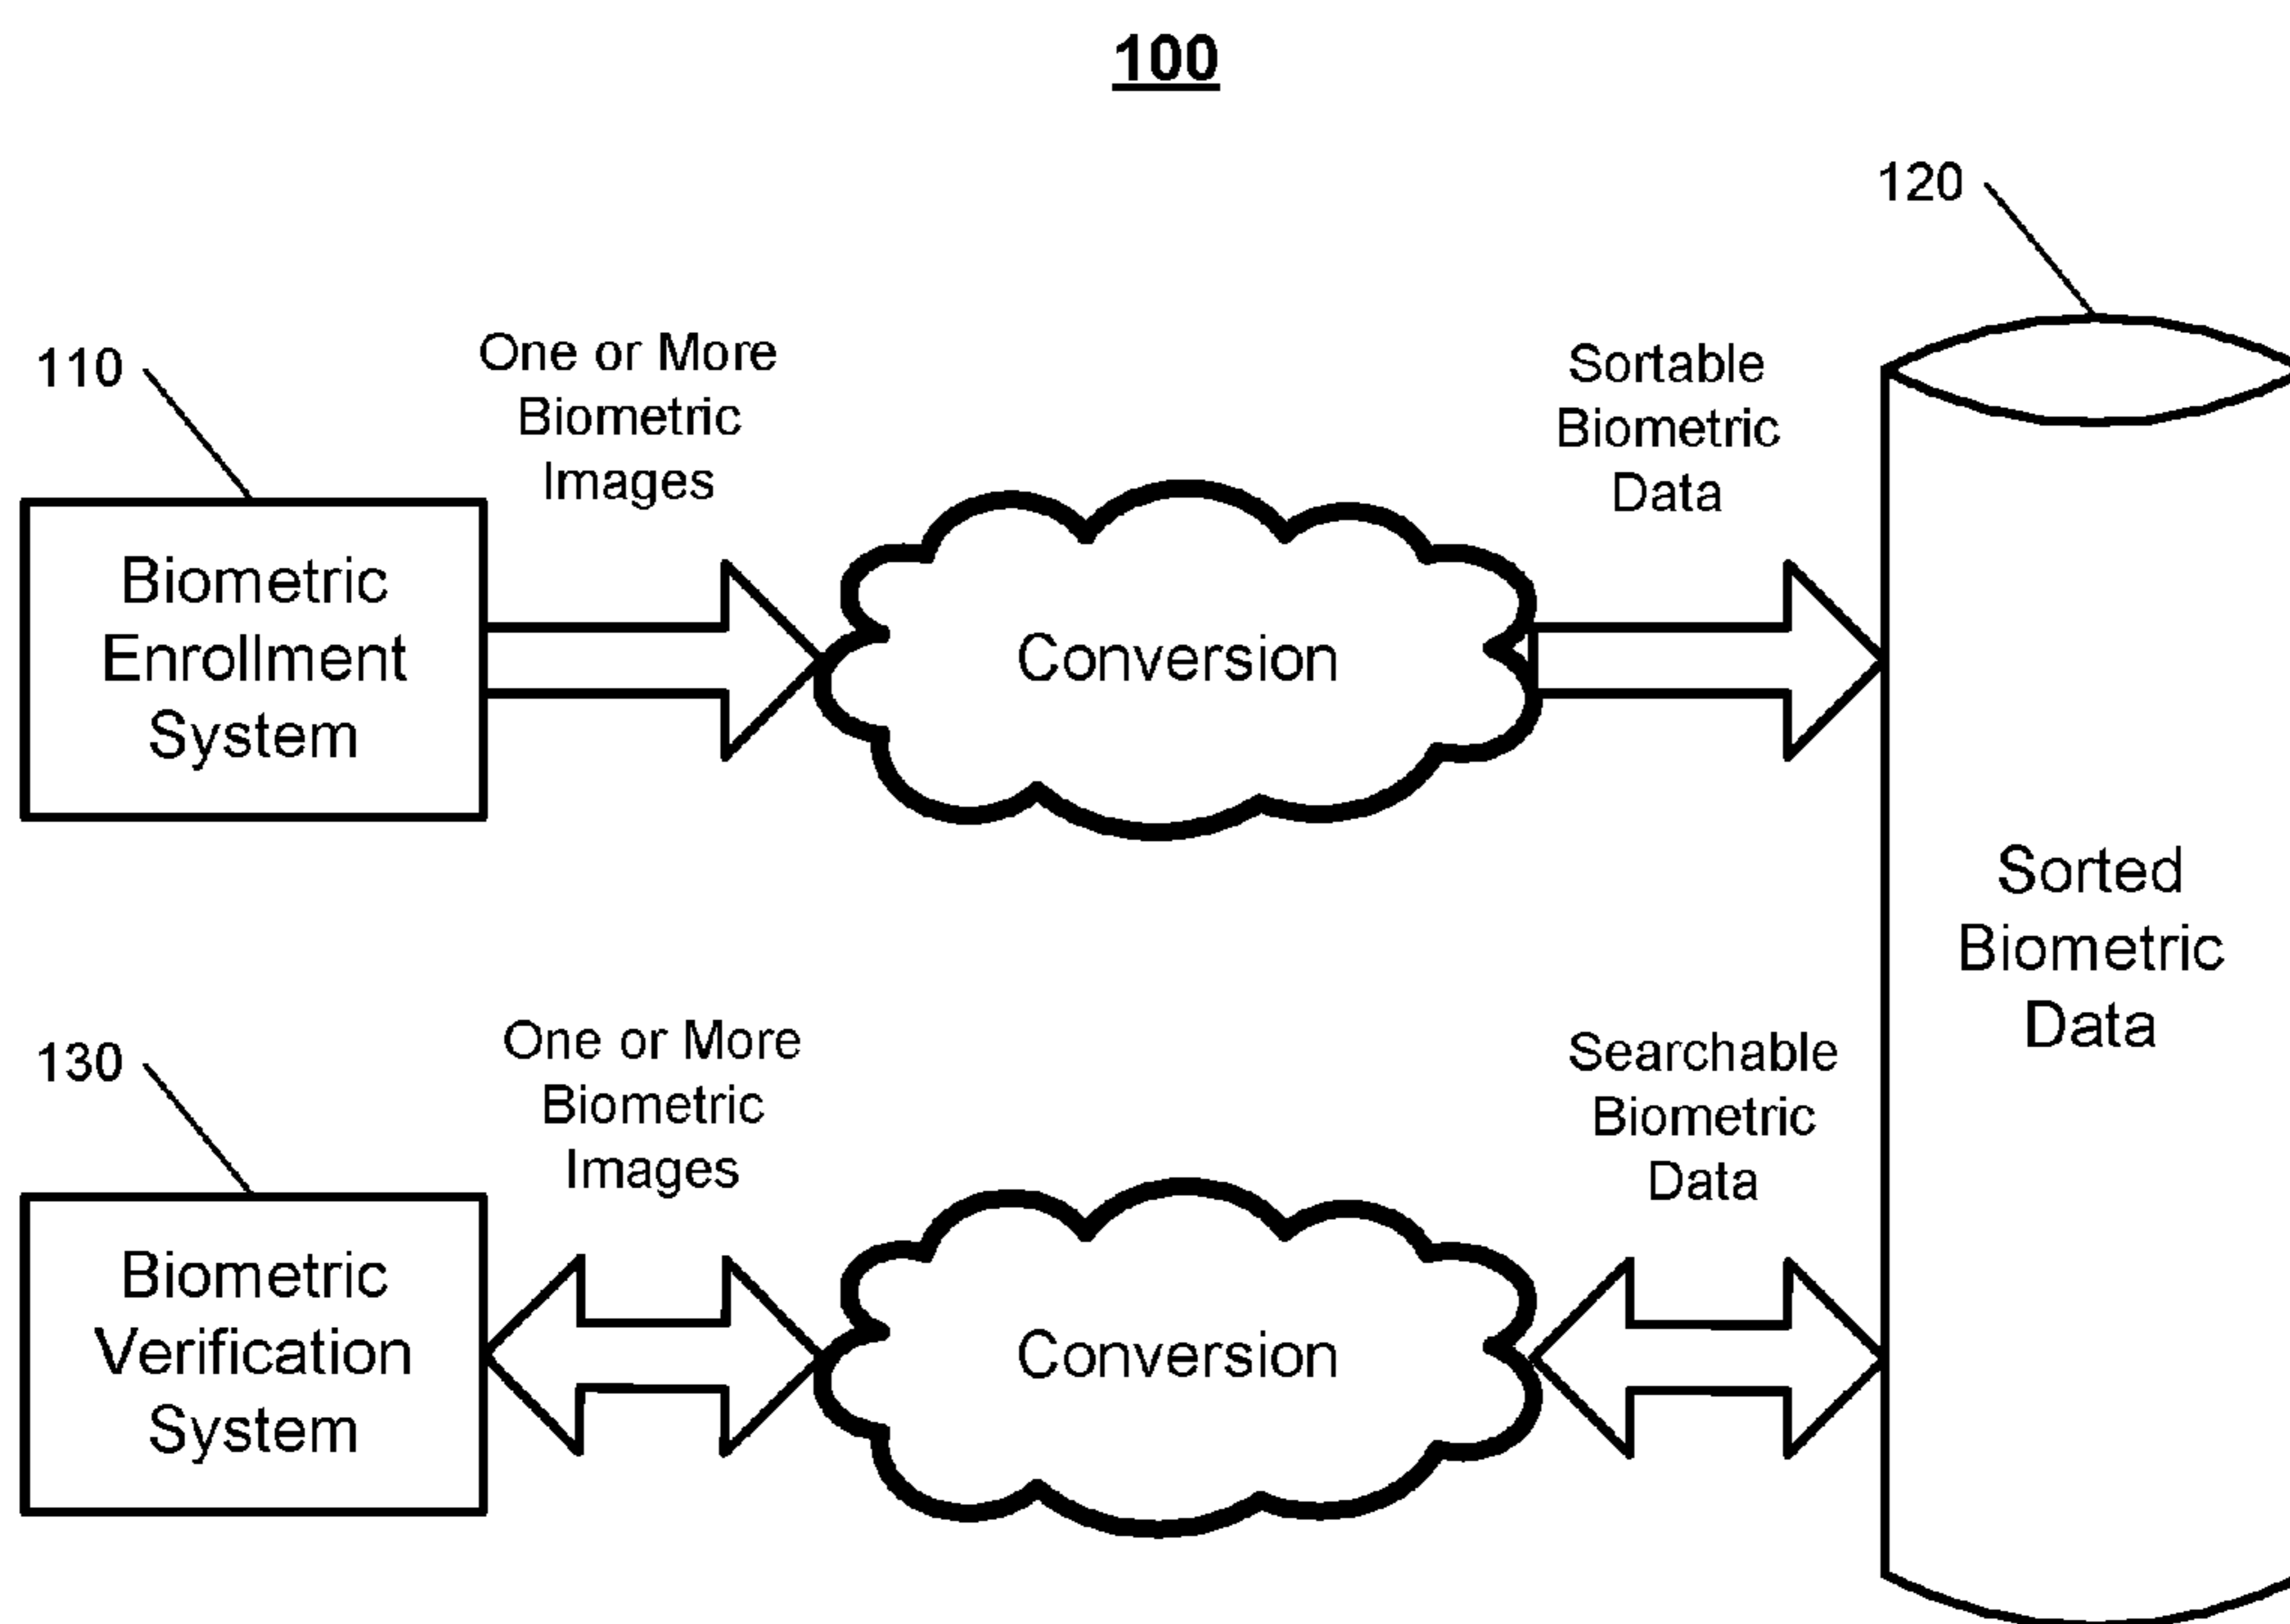 100
120
110
One or More
Biometric
Images
Sortable
Biometric
Data
Biometric
Enrollment
System
Conversion
Sorted
Biometric
Data
130
One or More
Biometric
Images
Searchable
Biometric
Data
Biometric
Verification
System
Conversion